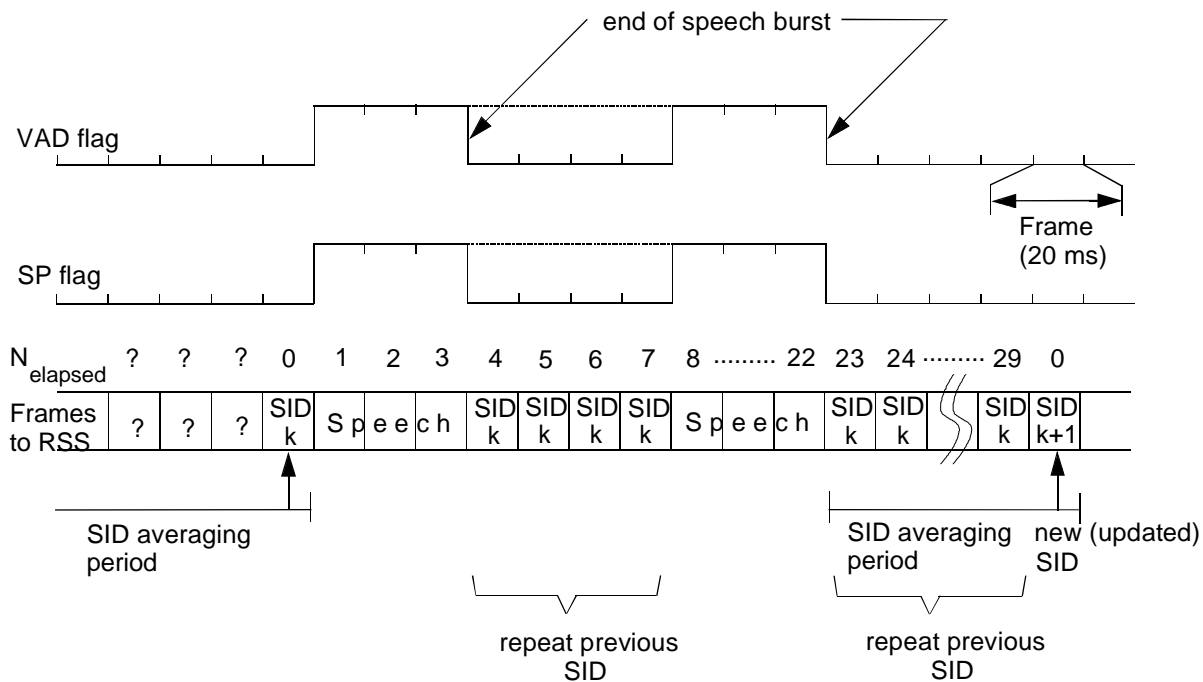 end of speech burst
VAD flag
Frame
(20 ms)
SP flag
N elapsed ? ? ? 0 1 2 3 4 5 6 7 8 ......... 22 23 24 ......... 29 0
Frames to RSS ? ? ? SID k Speech SID k SID k SID k SID k Speech SID k SID k SID k SID k+1
SID averaging period
SID averaging period
new (updated) SID
repeat previous SID
repeat previous SID